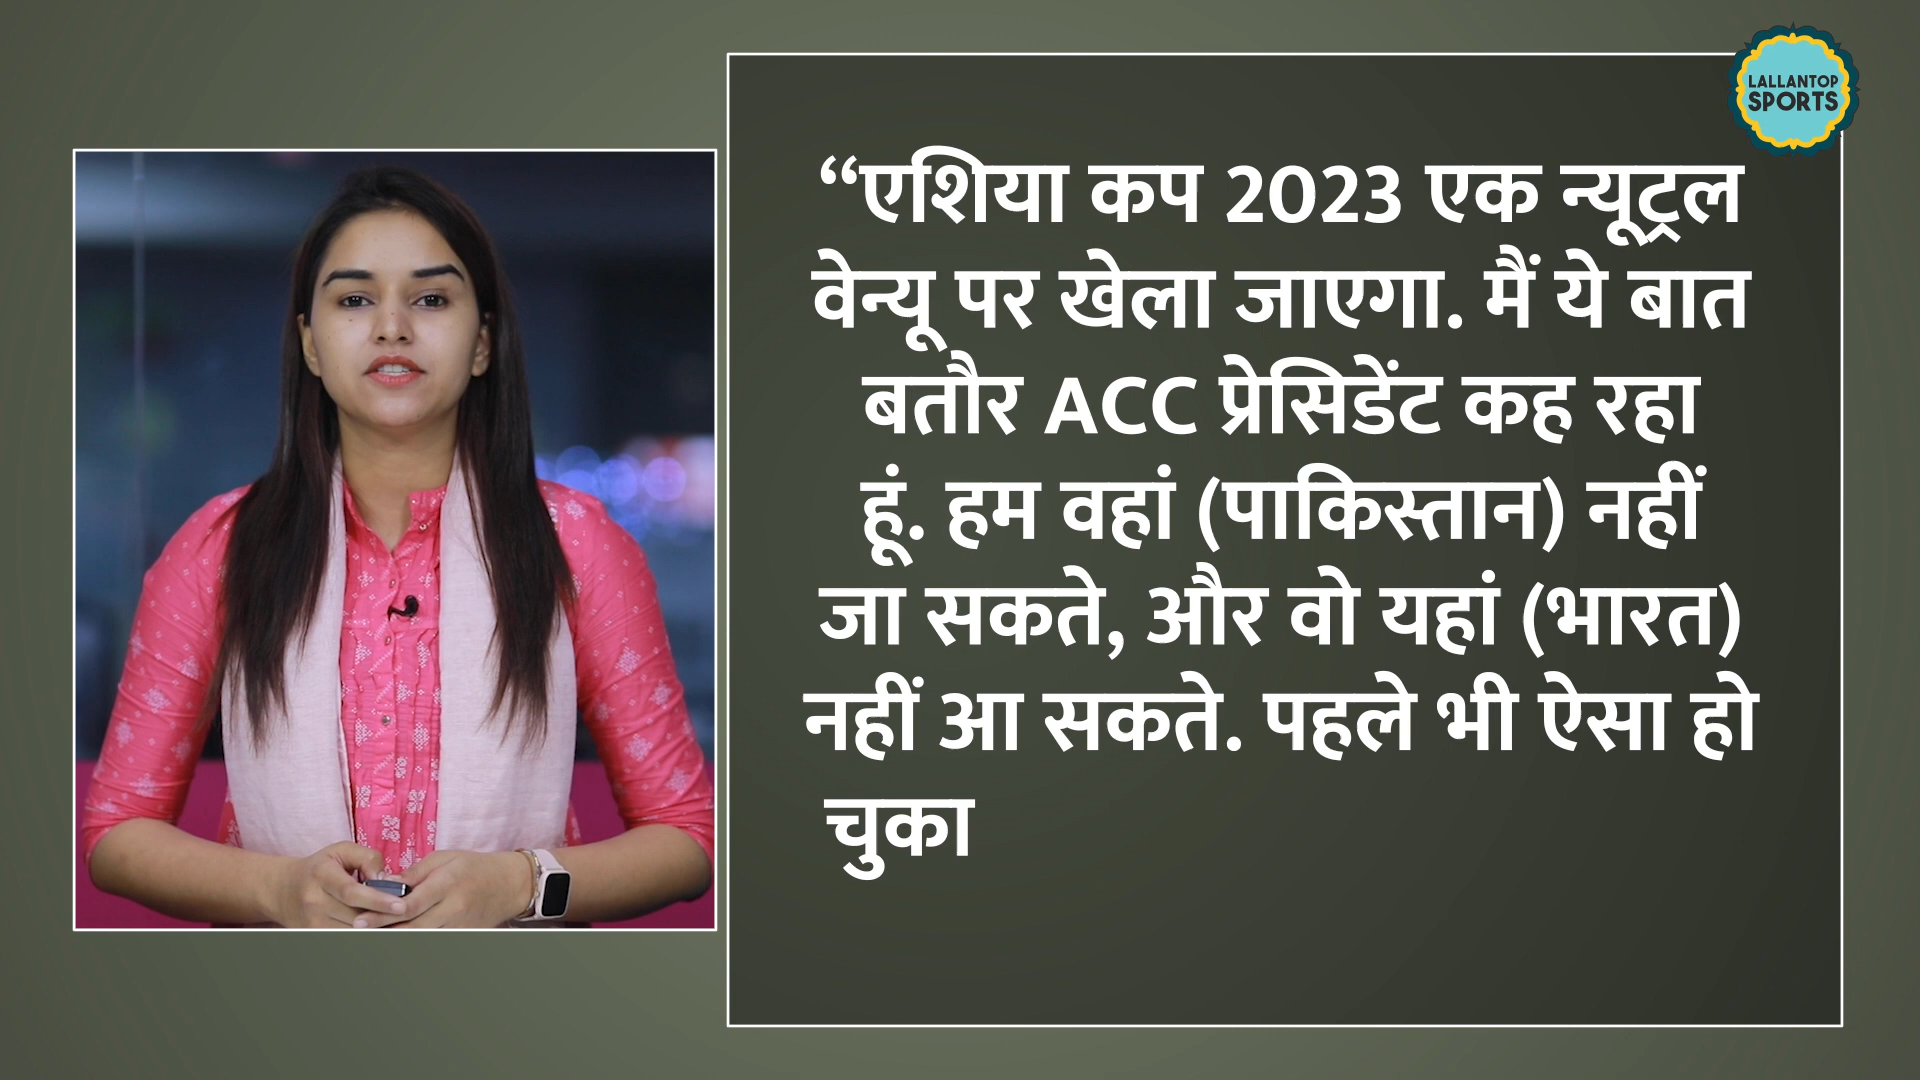 LALLANTOP
SPORTS
“एशिया कप 2023 एक न्यूट्रल
वेन्यू पर खेला जाएगा. मैं ये बात
बतौर ACC प्रेसिडेंट कह रहा
हूं. हम वहां (पाकिस्तान) नहीं
जा सकते, और वो यहां (भारत)
नहीं आ सकते. पहले भी ऐसा हो
चुका